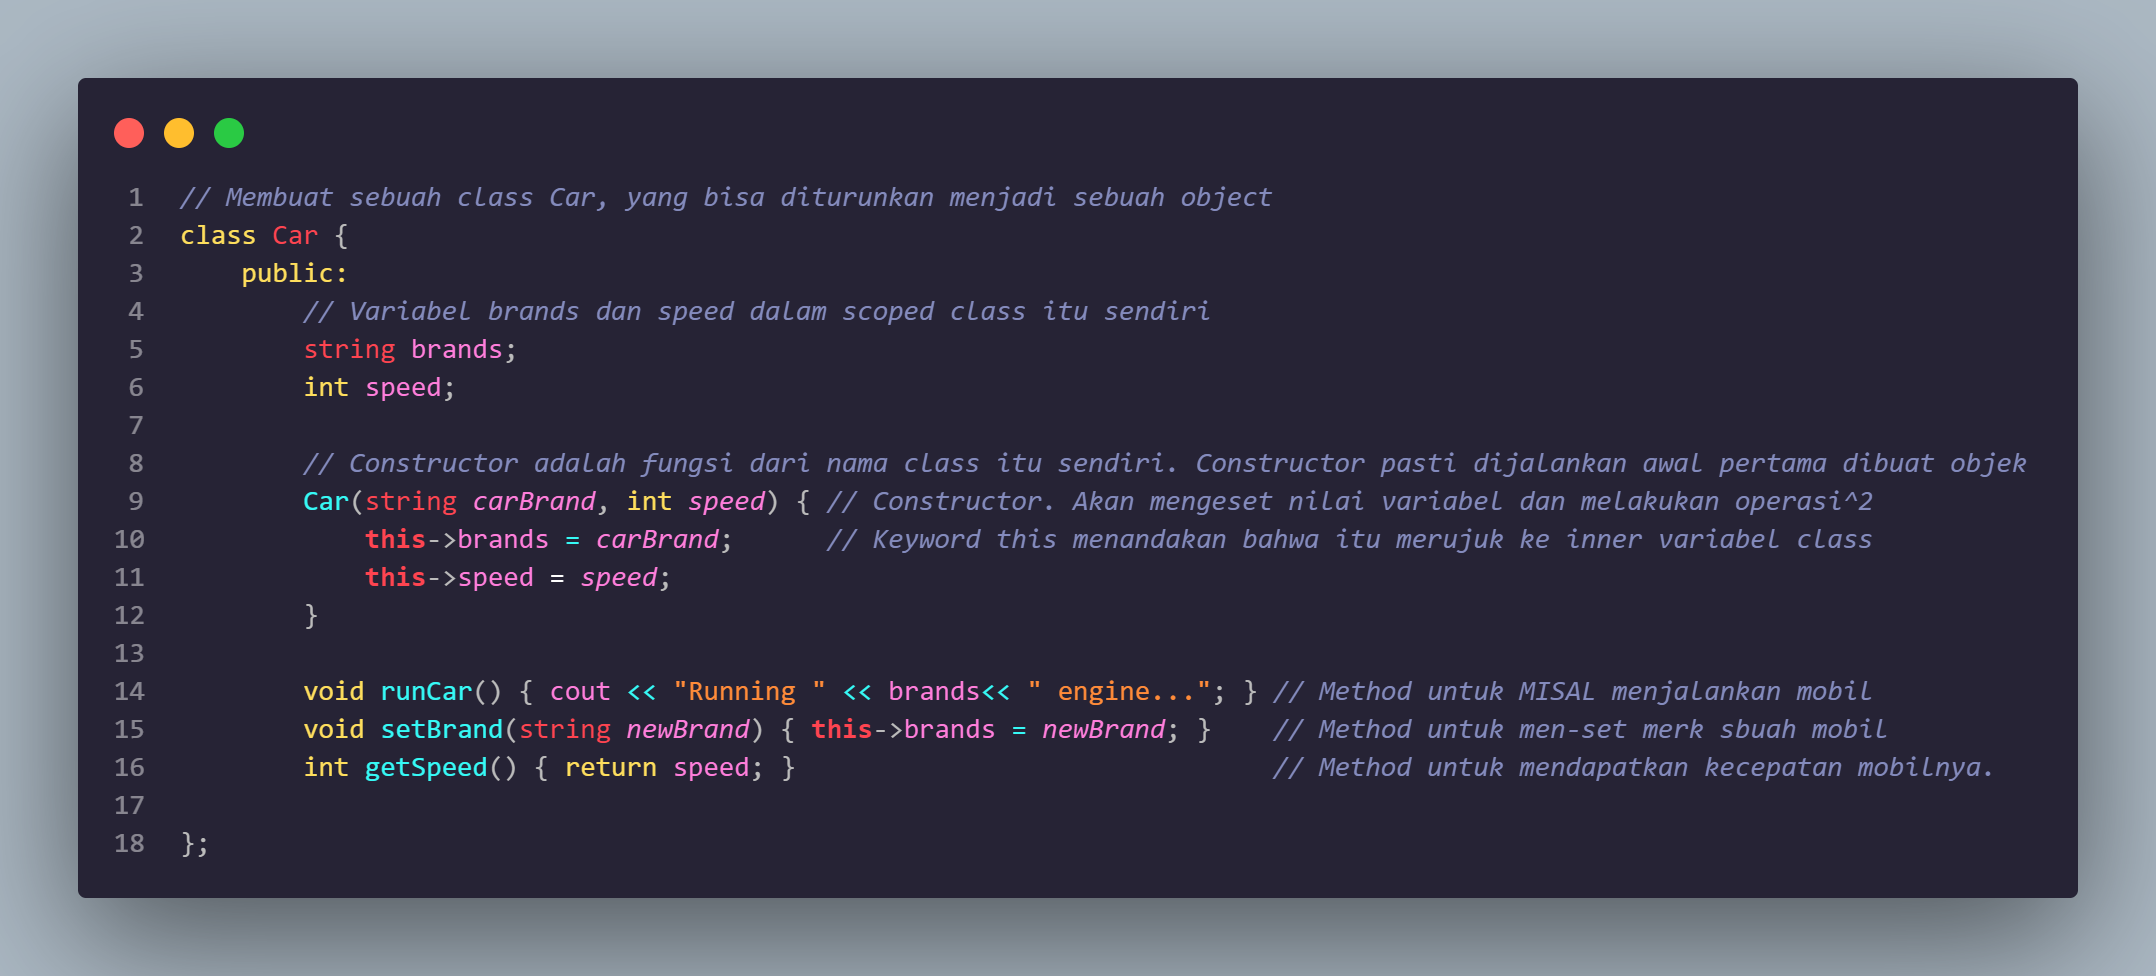 1 // Membuat sebuah class Car, yang bisa diturunkan menjadi sebuah object
2 class Car {
3     public:
4         // Variabel brands dan speed dalam scoped class itu sendiri
5         string brands;
6         int speed;
7
8         // Constructor adalah fungsi dari nama class itu sendiri. Constructor pasti dijalankan awal pertama dibuat objek
9         Car(string carBrand, int speed) { // Constructor. Akan mengeset nilai variabel dan melakukan operasi^2
10             this->brands = carBrand;      // Keyword this menandakan bahwa itu merujuk ke inner variabel class
11             this->speed = speed;
12         }
13
14         void runCar() { cout << "Running " << brands<< " engine..."; } // Method untuk MISAL menjalankan mobil
15         void setBrand(string newBrand) { this->brands = newBrand; }    // Method untuk men-set merk sbuah mobil
16         int getSpeed() { return speed; }                               // Method untuk mendapatkan kecepatan mobilnya.
17
18 };